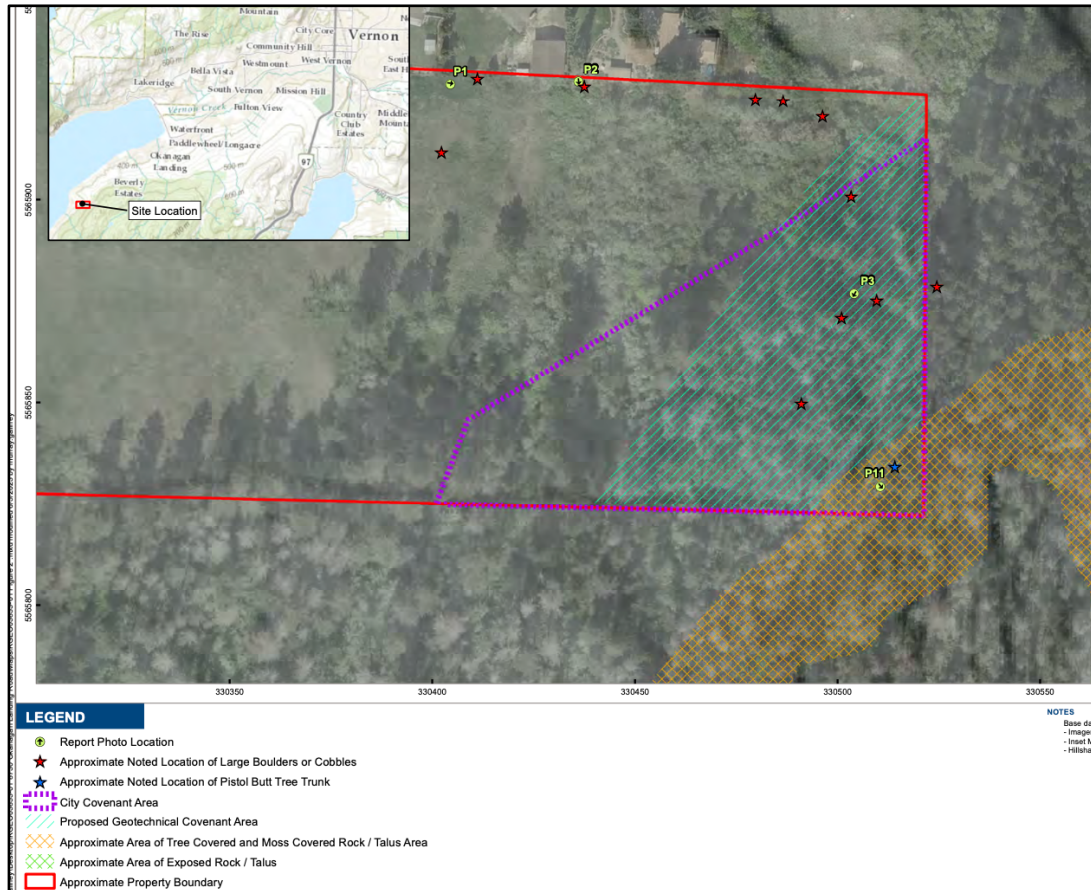 Mountain
The Rise
City Core
Vernon
Community Hill
Bella Vista
Westmount
West Vernon
South
East H
Lakeridge
South Vernon
Mission Hill
Vernon Creek
Fulton View
Country
Club
Estates
Middle
Mounta
Waterfront
Paddlewheel/Longacre
400 m
600 m
Okanagan
Landing
97
Beverly
Estates
Site Location
P1
P2
P3
P11
5565900
5565850
5565800
330350
330400
330450
330500
330550
LEGEND
Report Photo Location
Approximate Noted Location of Large Boulders or Cobbles
Approximate Noted Location of Pistol Butt Tree Trunk
City Covenant Area
Proposed Geotechnical Covenant Area
Approximate Area of Tree Covered and Moss Covered Rock / Talus Area
Approximate Area of Exposed Rock / Talus
Approximate Property Boundary
NOTES
Base da
- Image
- Inset M
- Hillsha